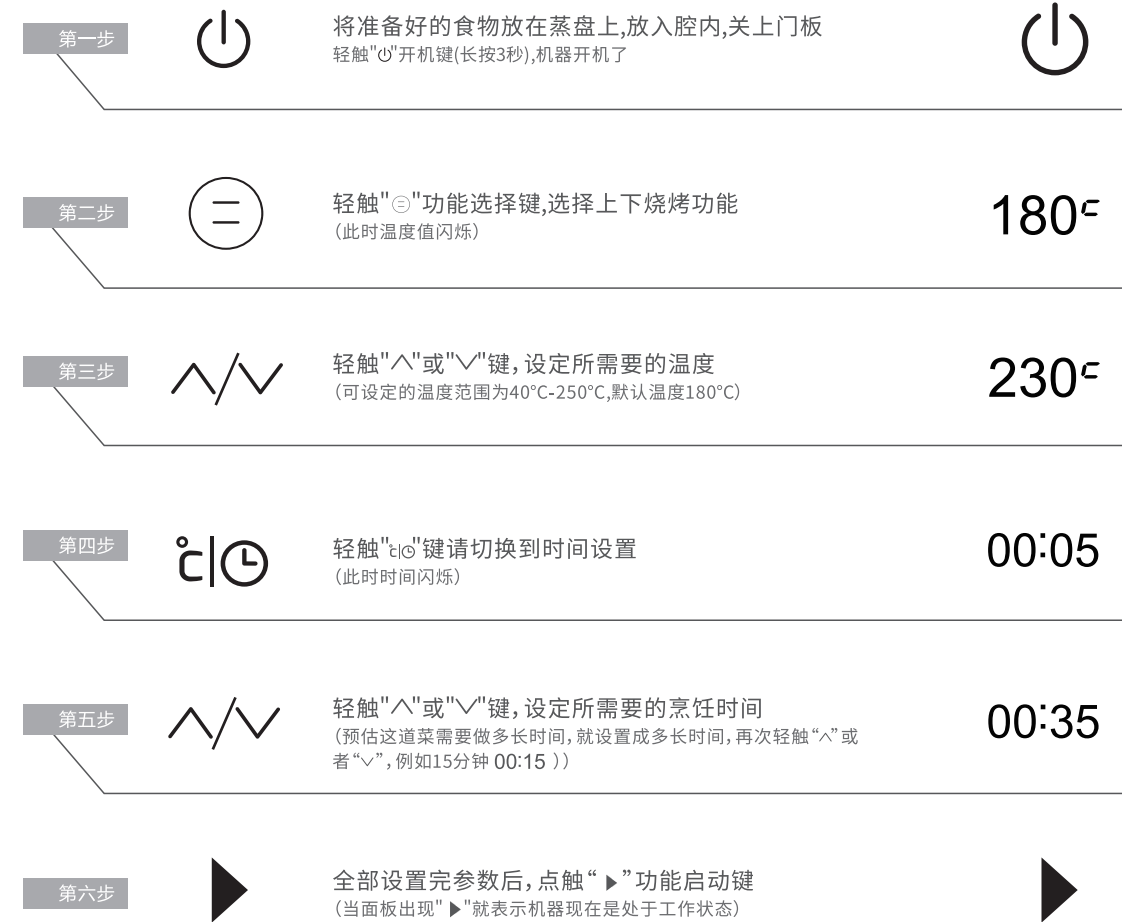 第一步
将准备好的食物放在蒸盘上,放入腔内,关上门板
轻触"⏻"开机键(长按3秒),机器开机了
第二步
轻触"㊁"功能选择键,选择上下烧烤功能
（此时温度值闪烁）
180℃
第三步
轻触"∧"或"∨"键，设定所需要的温度
（可设定的温度范围为40℃-250℃,默认温度180℃）
230℃
第四步
℃|
轻触"℃|"键请切换到时间设置
（此时时间闪烁）
00:05
第五步
轻触"∧"或"∨"键，设定所需要的烹饪时间
（预估这道菜需要做多长时间，就设置成多长时间，再次轻触“∧”或
者“∨”，例如15分钟 00:15 ））
00:35
第六步
全部设置完参数后，点触“▶”功能启动键
（当面板出现"▶"就表示机器现在是处于工作状态）